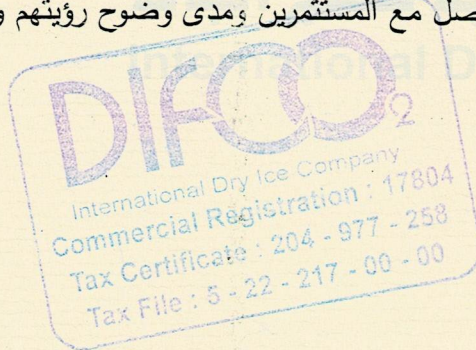 صل مع المستثمرين ومدى وضوح رؤيتهم و
International D
DIFCO2
International Dry Ice Company
Commercial Registration : 17804
Tax Certificate : 204 - 977 - 258
Tax File : 5 - 22 - 217 - 00 - 00